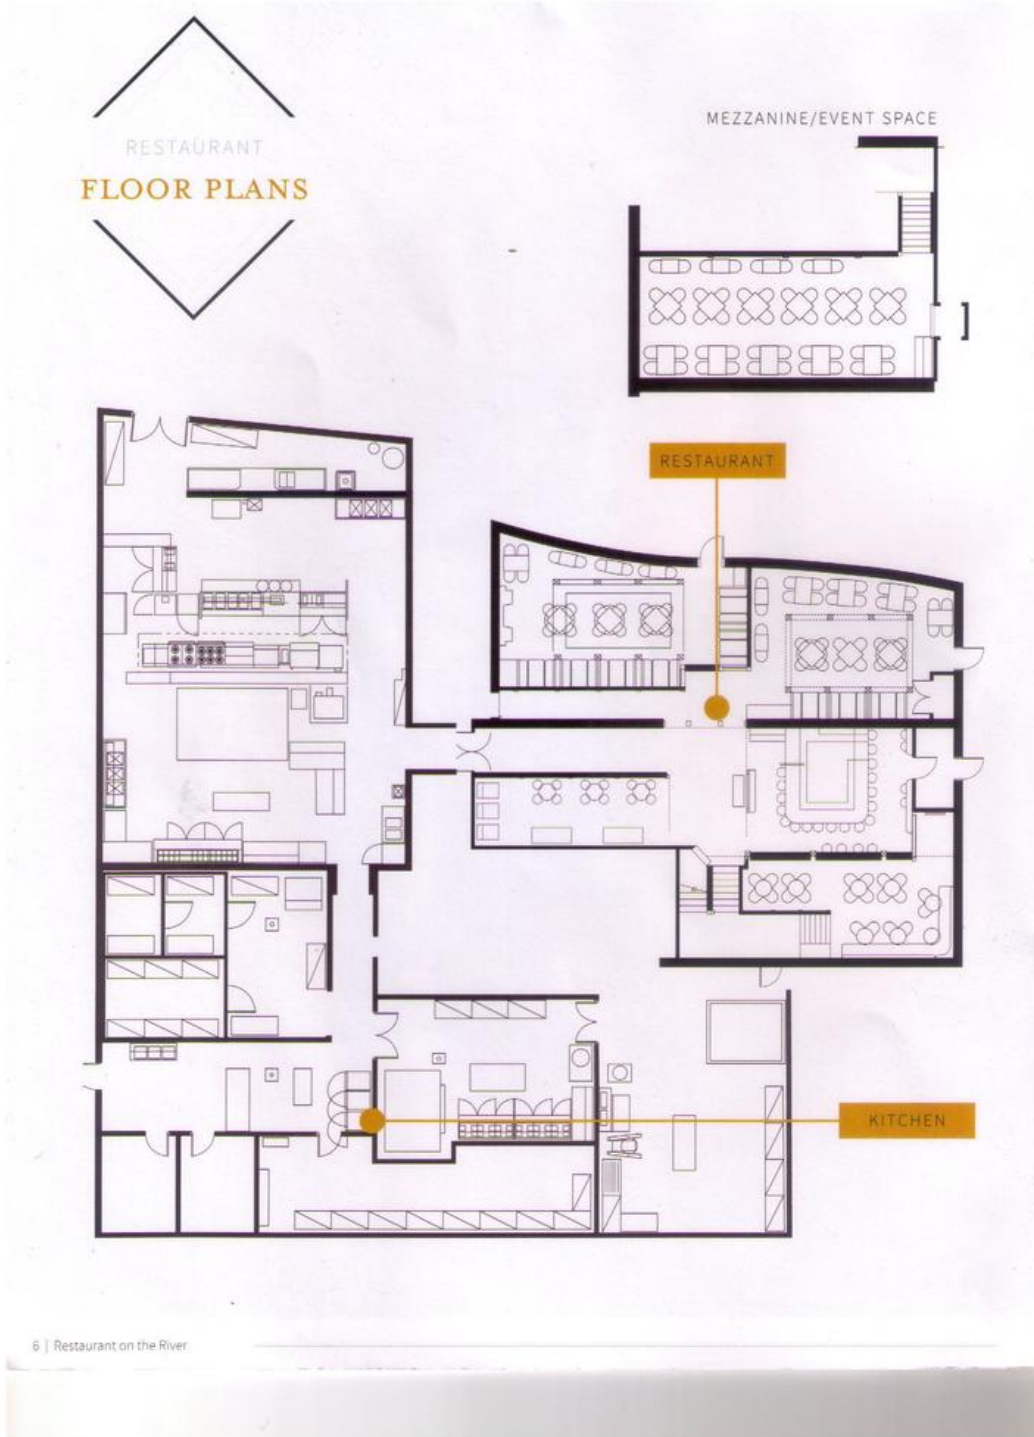 RESTAURANT
FLOOR PLANS
MEZZANINE/EVENT SPACE
RESTAURANT
KITCHEN
6 | Restaurant on the River